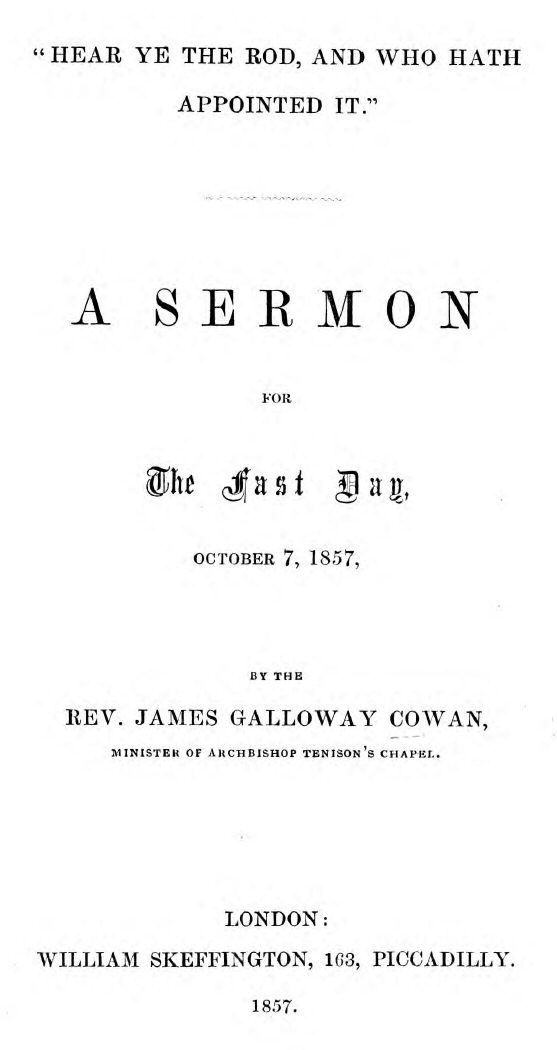 “HEAR YE THE ROD, AND WHO HATH
APPOINTED IT.”
A SERMON
FOR
The Fast Day,
OCTOBER 7, 1857,
BY THE
REV. JAMES GALLOWAY COWAN,
MINISTER OF ARCHBISHOP TENISON'S CHAPEL.
LONDON:
WILLIAM SKEFFINGTON, 163, PICCADILLY.
1857.